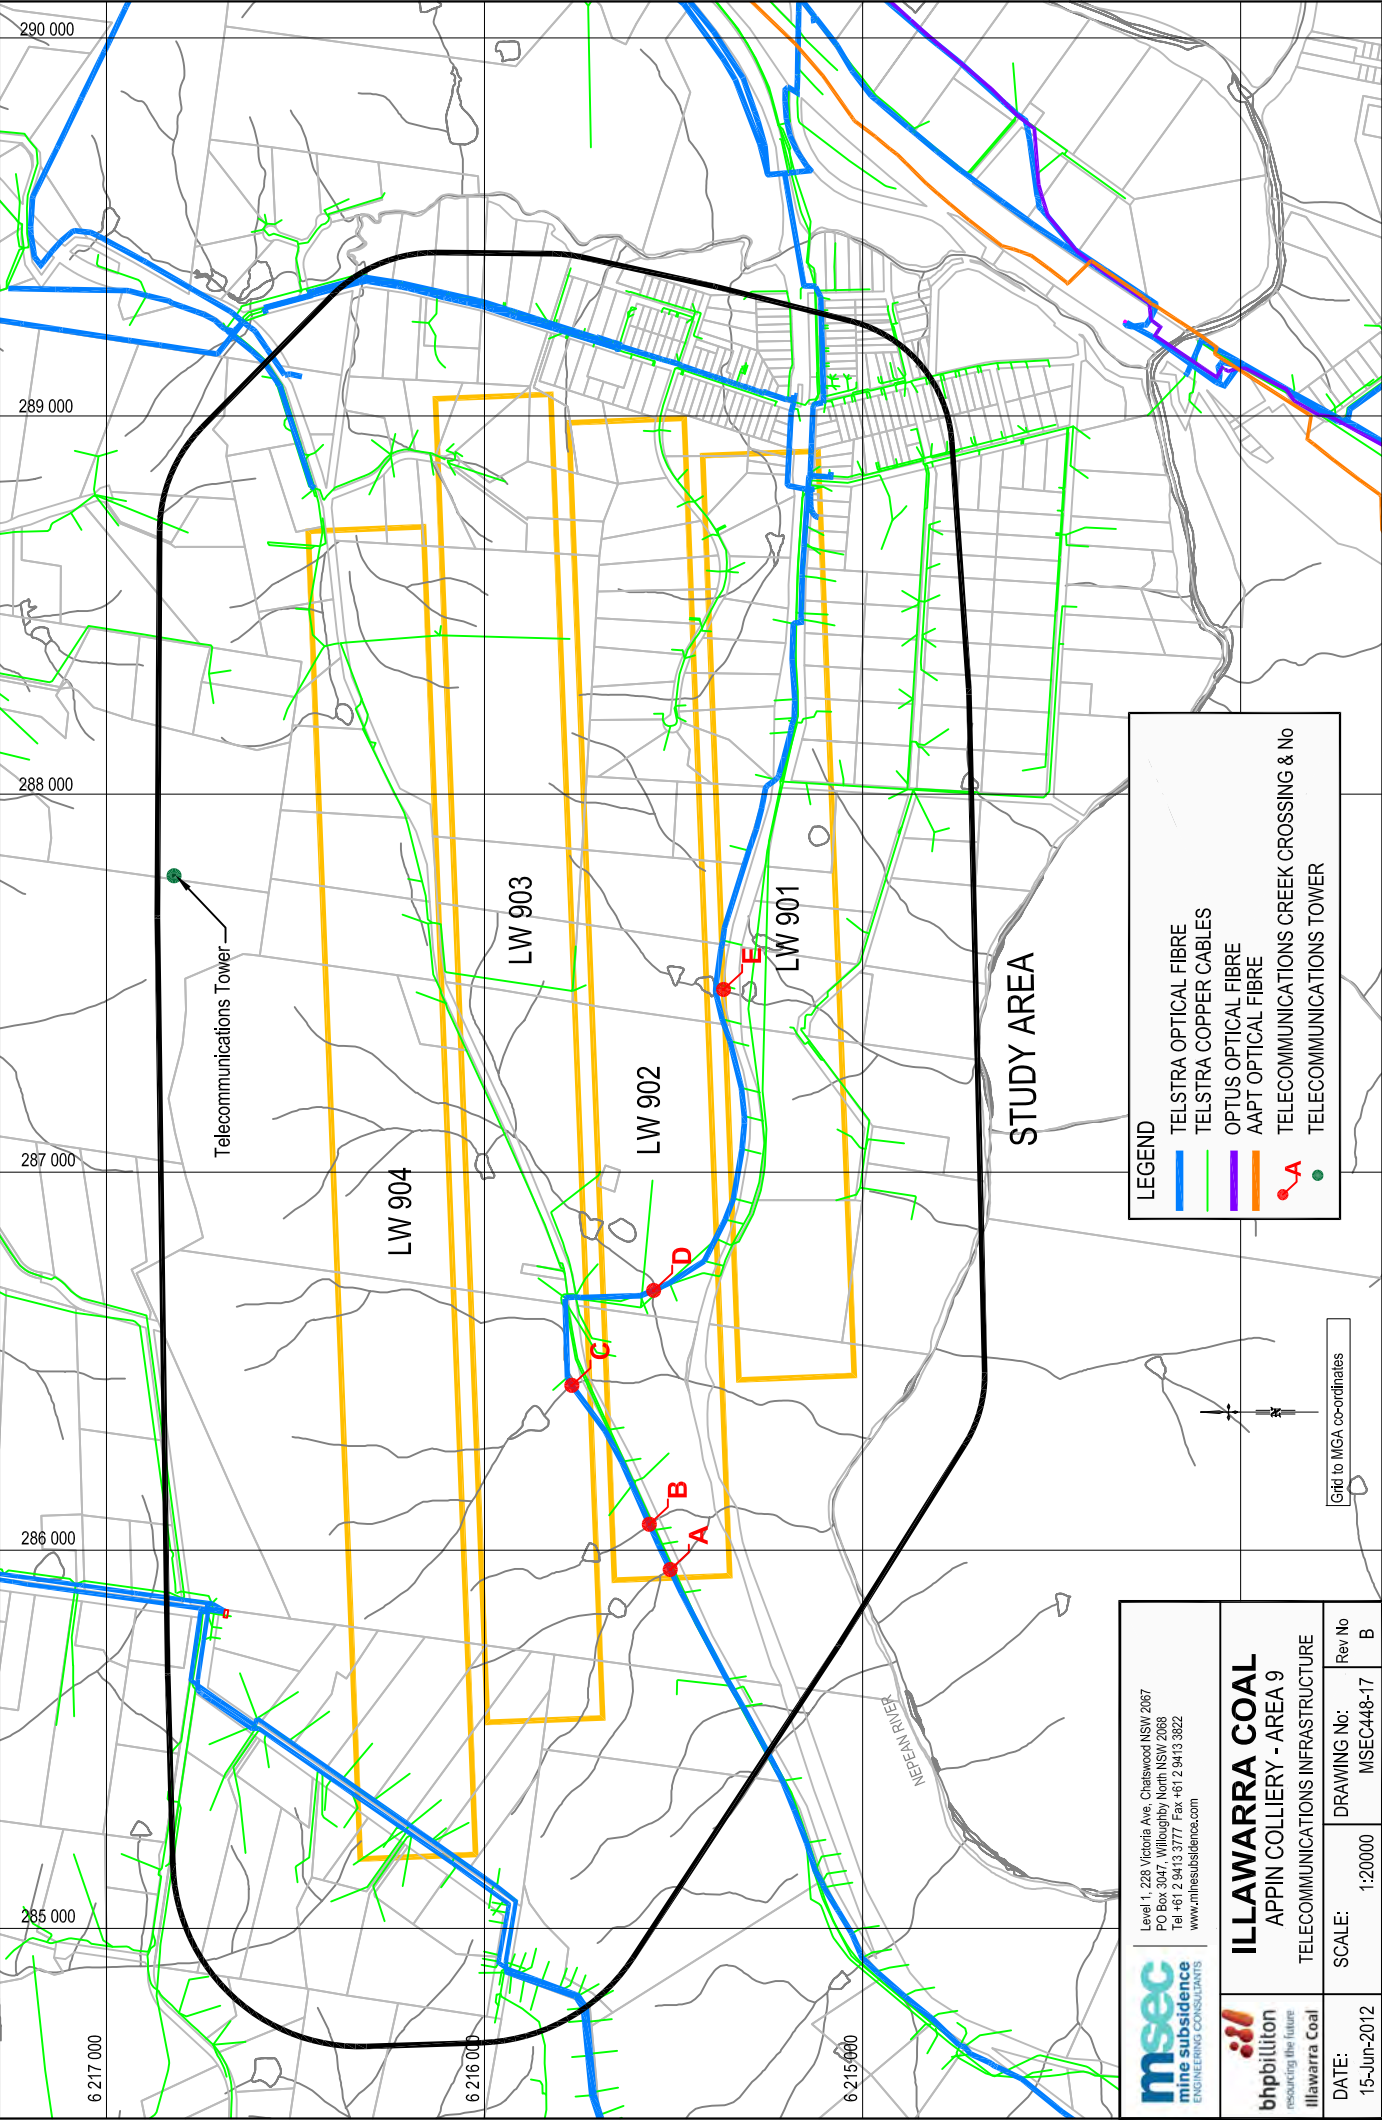 290 000
289 000
288 000
287 000
286 000
285 000
6 217 000
6 216 000
6 215 000
Telecommunications Tower
LW 904
LW 903
LW 902
LW 901
A
B
C
D
E
STUDY AREA
NEPEAN RIVER
LEGEND
TELSTRA OPTICAL FIBRE
TELSTRA COPPER CABLES
OPTUS OPTICAL FIBRE
AAPT OPTICAL FIBRE
A TELECOMMUNICATIONS CREEK CROSSING & No
TELECOMMUNICATIONS TOWER
N
Grid to MGA co-ordinates
msec
mine subsidence
ENGINEERING CONSULTANTS
Level 1, 228 Victoria Ave, Chatswood NSW 2067
PO Box 3047, Willoughby North NSW 2068
Tel +61 2 9413 3777 Fax +61 2 9413 3822
www.minesubsidence.com
bhpbilliton
resourcing the future
Illawarra Coal
ILLAWARRA COAL
APPIN COLLIERY - AREA 9
TELECOMMUNICATIONS INFRASTRUCTURE
DATE: SCALE: DRAWING No: Rev No
15-Jun-2012 1:20000 MSEC448-17 B